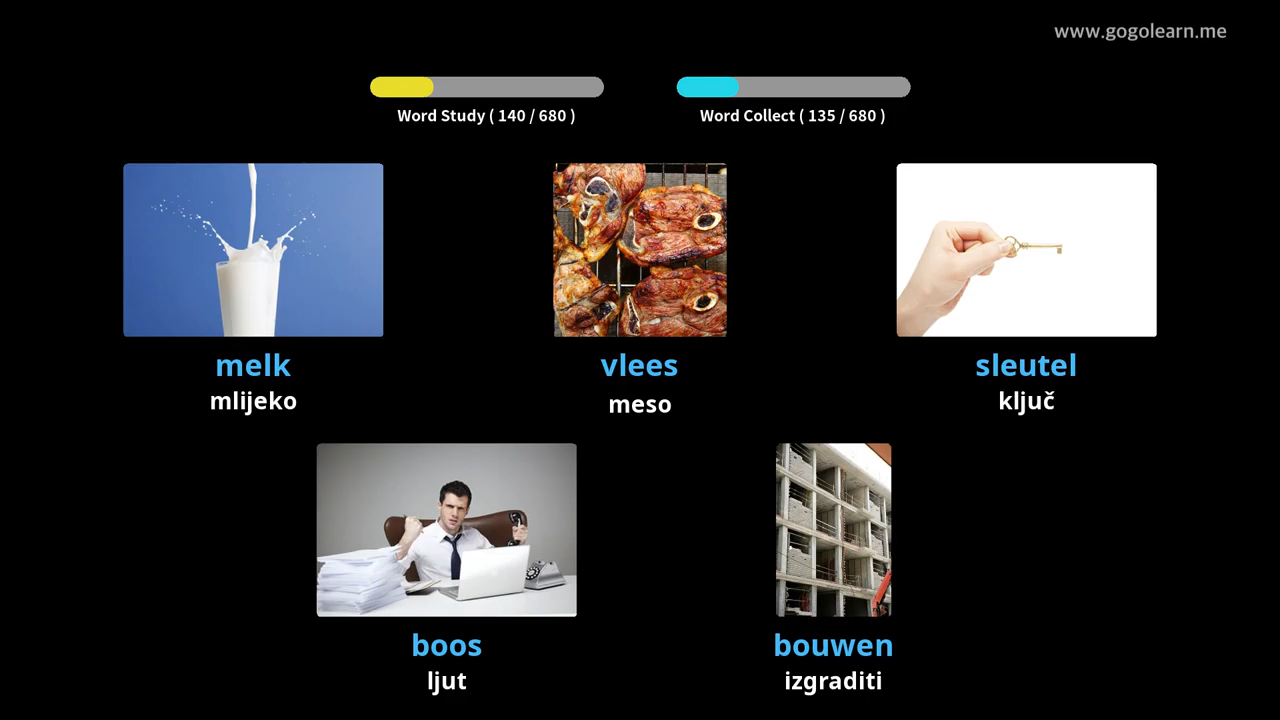 www.gogolearn.me
Word Study ( 140 / 680 )
Word Collect ( 135 / 680 )
melk
mlijeko
vlees
meso
sleutel
ključ
boos
ljut
bouwen
izgraditi